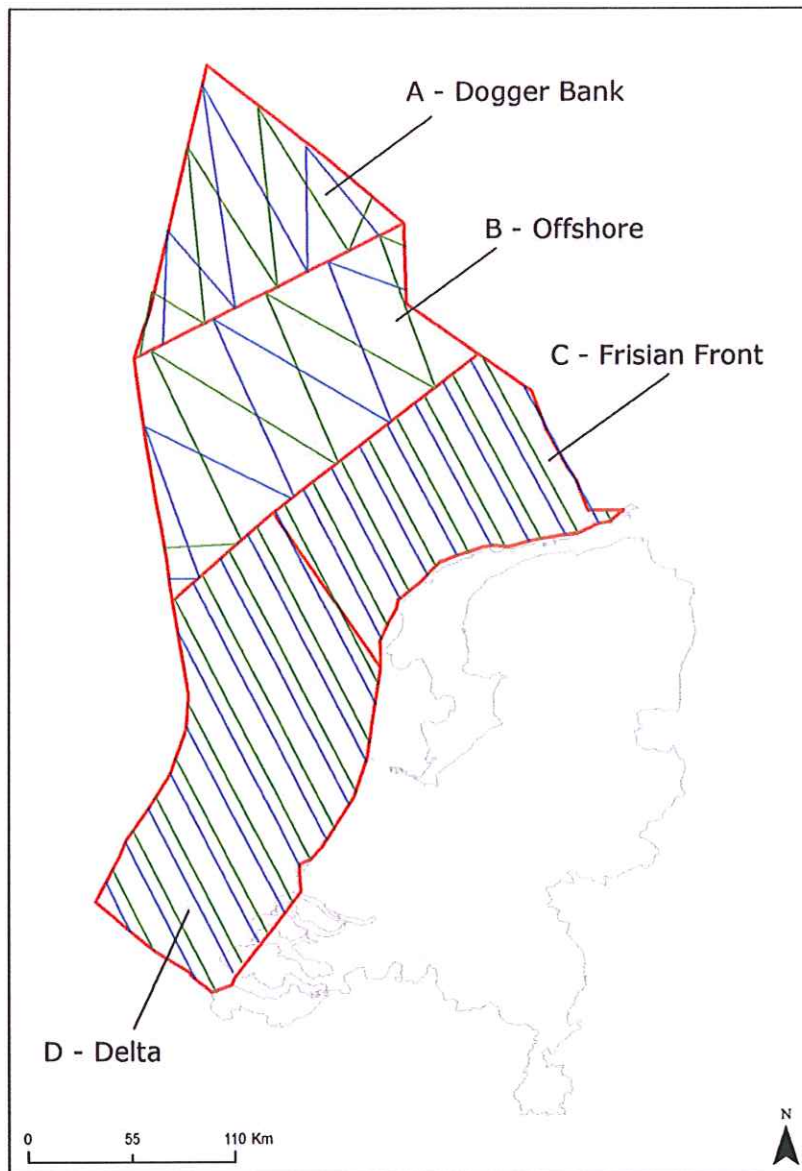 A - Dogger Bank
B - Offshore
C - Frisian Front
D - Delta
N
0 55 110 Km